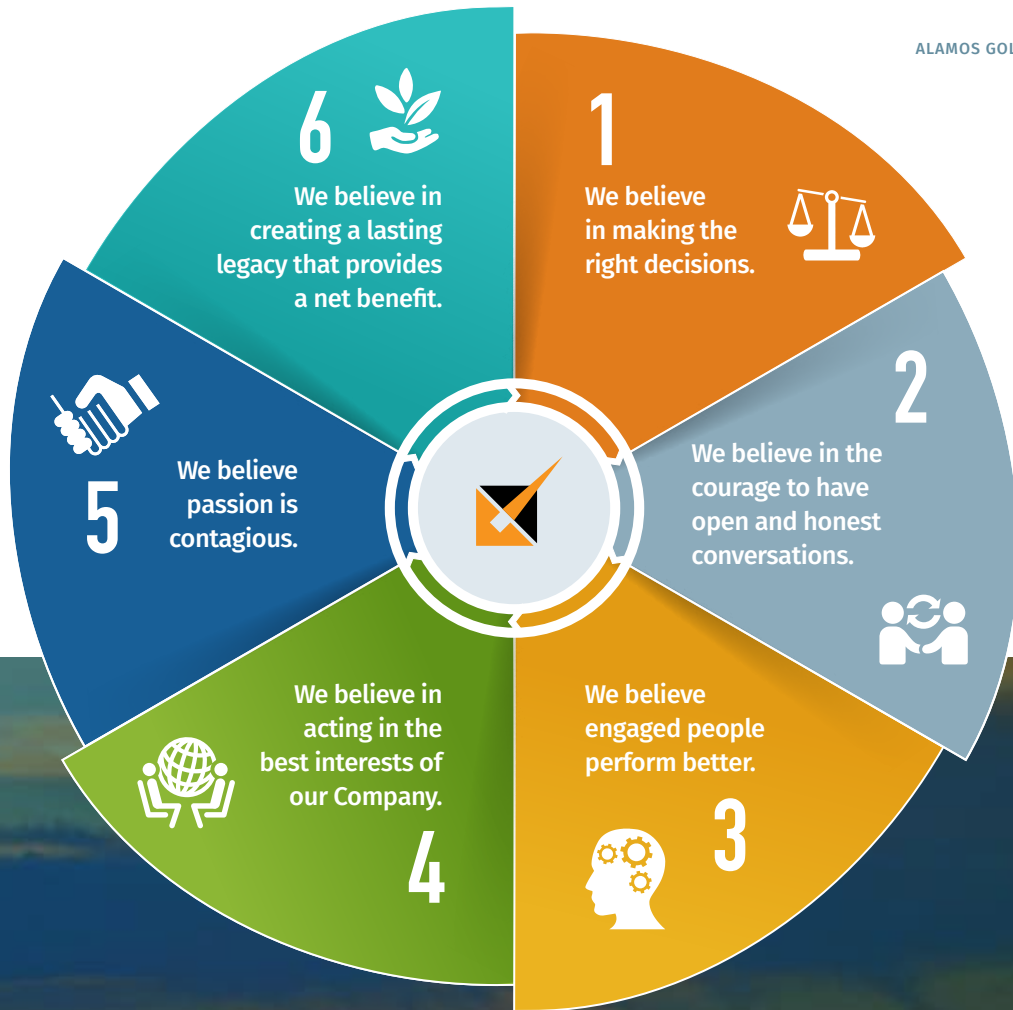 ALAMOS GOL
1
We believe
in making the
right decisions.
2
We believe in the
courage to have
open and honest
conversations.
We believe
engaged people
perform better.
3
We believe in
acting in the
best interests of
our Company.
4
5
We believe
passion is
contagious.
6
We believe in
creating a lasting
legacy that provides
a net benefit.